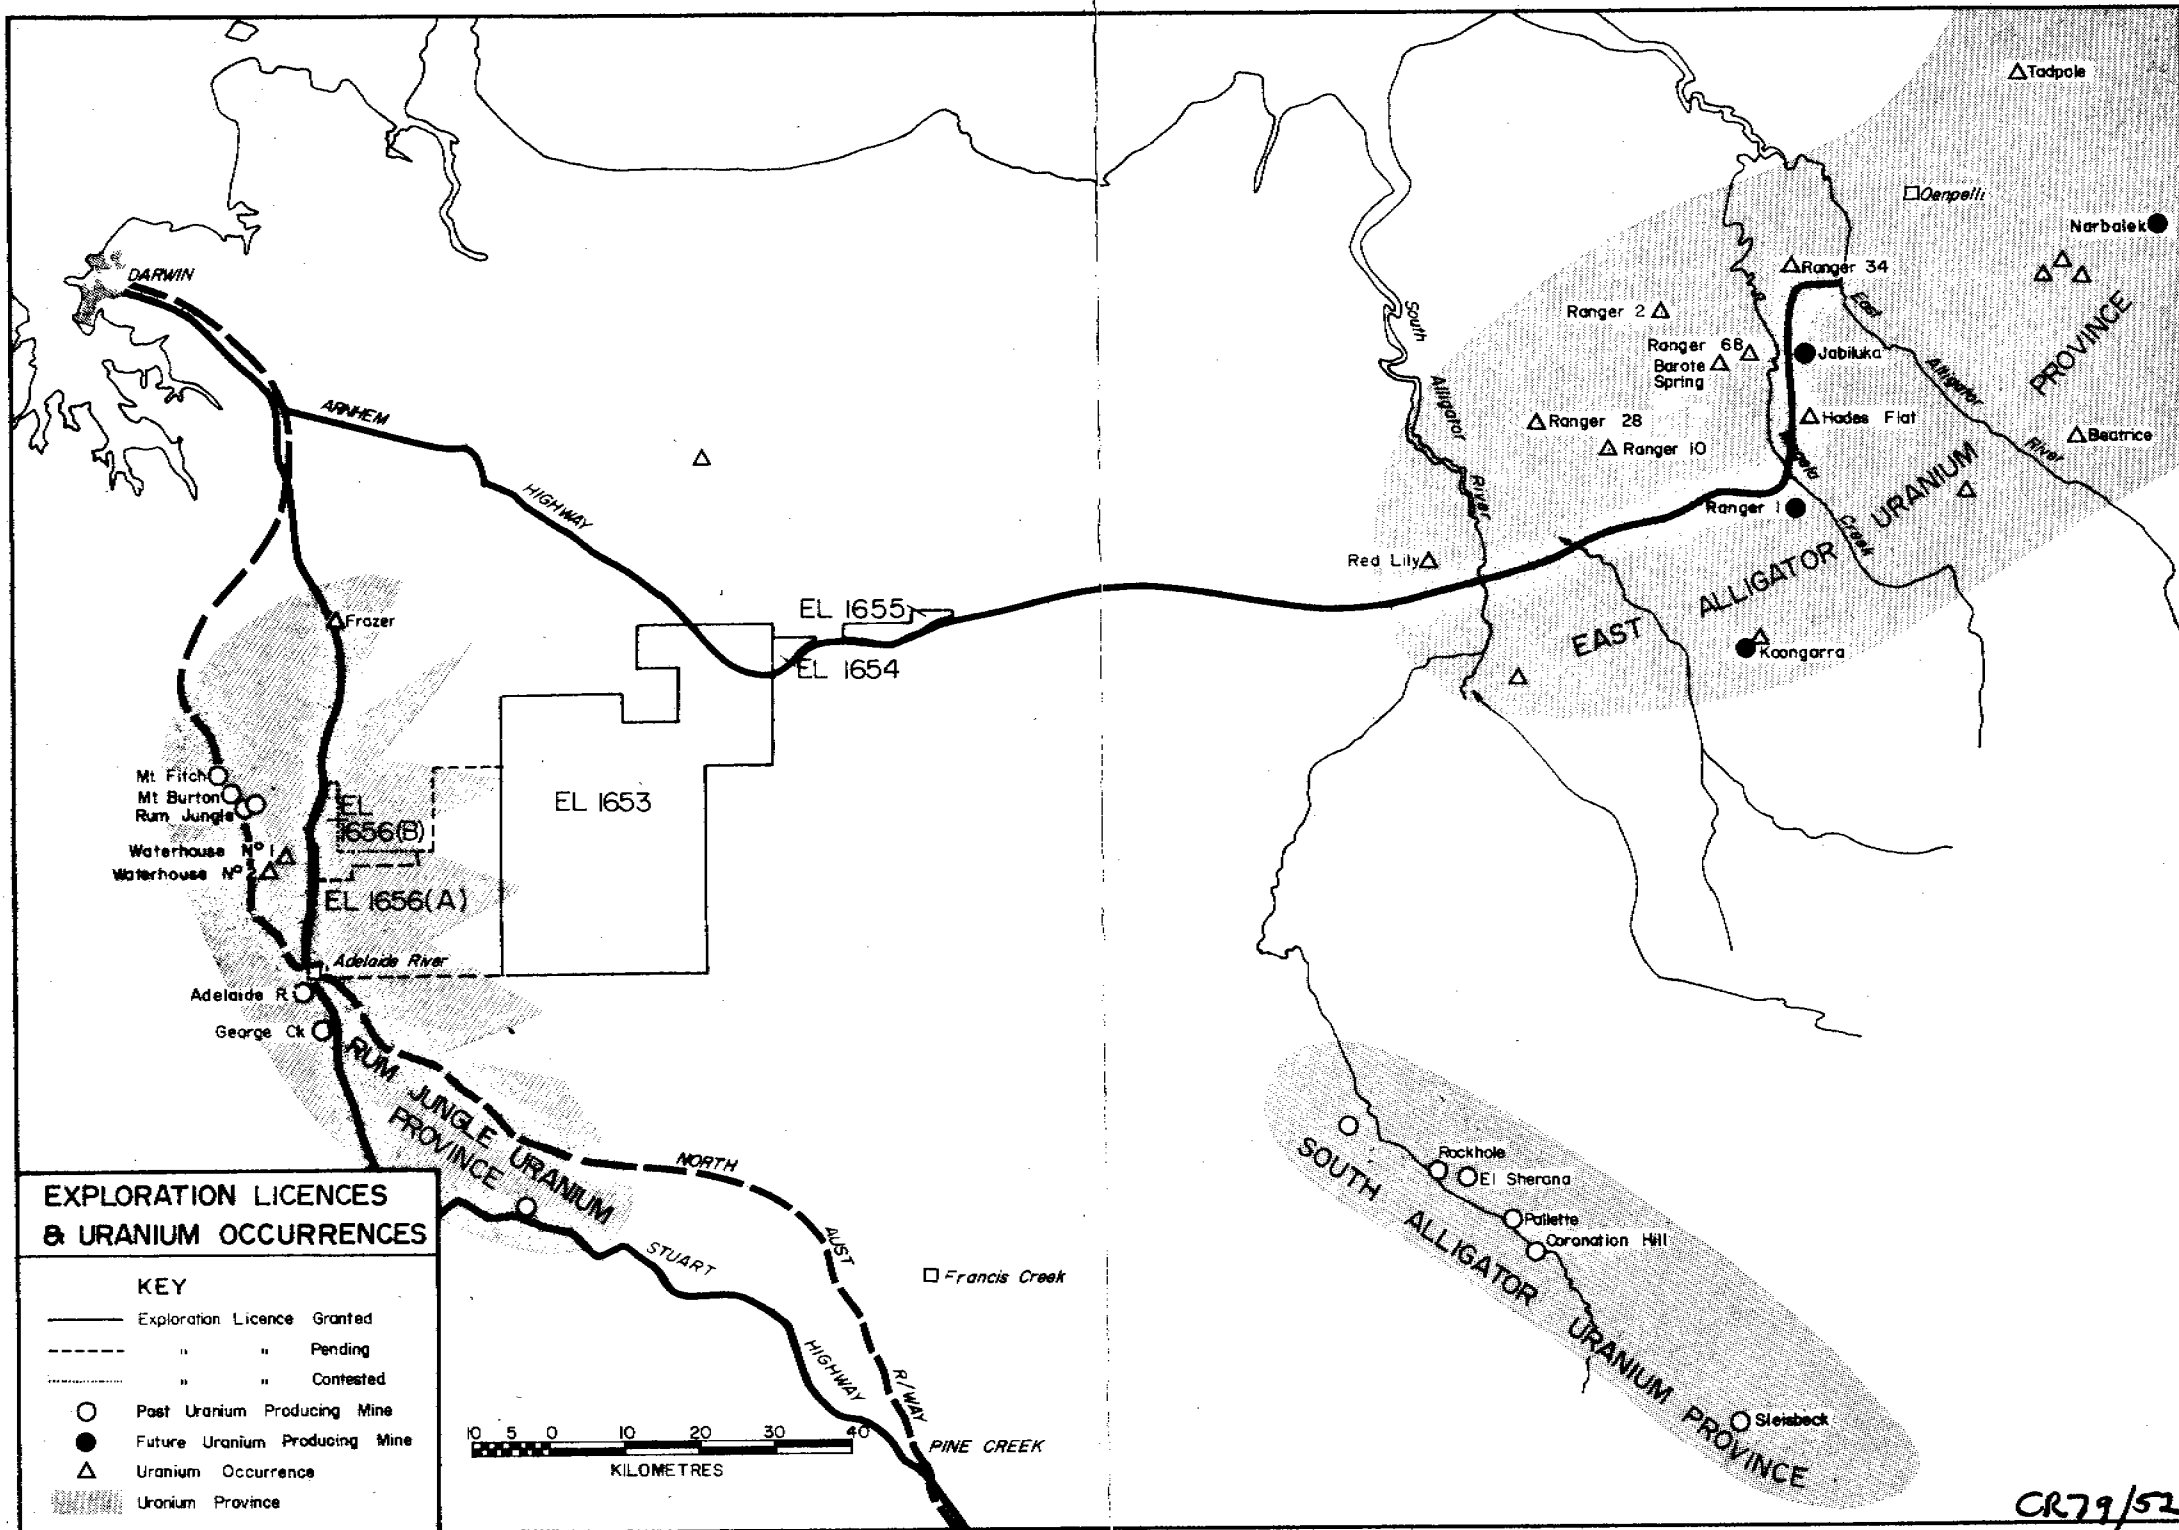 Tadpole
Oenpelli
Narbalek
DARWIN
Ranger 34
East
Alligator
River
Ranger 2
South
Alligator
River
Ranger 68
Barote
Spring
Jabiluka
PROVINCE
ARNHEM
HIGHWAY
Ranger 28
Ranger 10
Hades Flat
Beatrice
Creek
Ranger 1
URANIUM
ALLIGATOR
EAST
Red Lily
Koongarra
Frazer
EL 1655
EL 1654
EL 1653
Mt Fitch
Mt Burton
Rum Jungle
EL
1656(B)
Waterhouse Nº 1
Waterhouse Nº 2
EL 1656(A)
Adelaide River
Adelaide R
George Ck
RUM JUNGLE URANIUM
PROVINCE
NORTH
AUST
R/WAY
STUART
HIGHWAY
Francis Creek
PINE CREEK
Rockhole
El Sherana
Pallette
Coronation Hill
Sleisbeck
SOUTH ALLIGATOR URANIUM PROVINCE
EXPLORATION LICENCES
& URANIUM OCCURRENCES
KEY
Exploration Licence Granted
" " Pending
" " Contested
Past Uranium Producing Mine
Future Uranium Producing Mine
Uranium Occurrence
Uranium Province
10 5 0 10 20 30 40
KILOMETRES
CR79/52